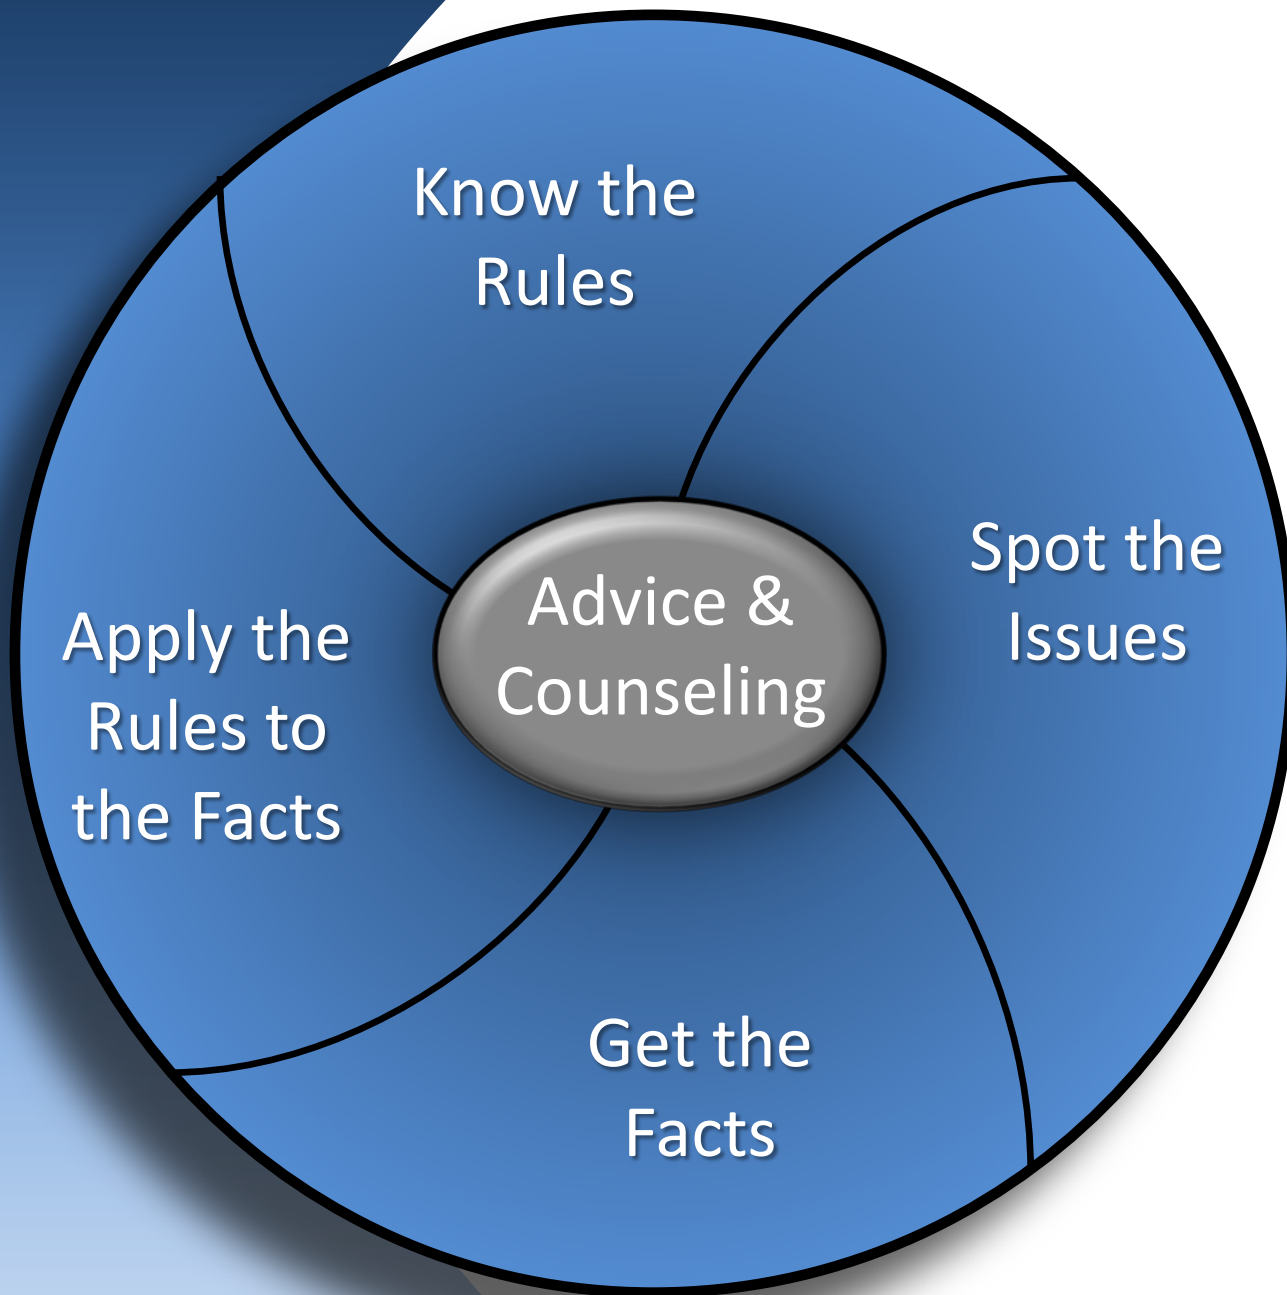 Know the
Rules
Spot the
Issues
Advice &
Counseling
Apply the
Rules to
the Facts
Get the
Facts